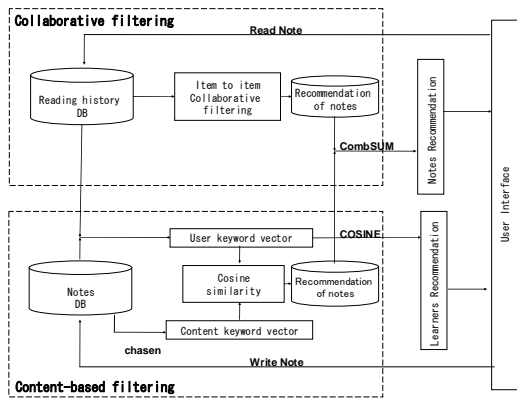 Collaborative filtering
Read Note
Reading history
DB
Item to item
Collaborative
filtering
Recommendation
of notes
CombSUM
Notes Recommendation
User Interface
User keyword vector
COSINE
Notes
DB
Cosine
similarity
Recommendation
of notes
Learners Recommendation
Content keyword vector
chasen
Write Note
Content-based filtering